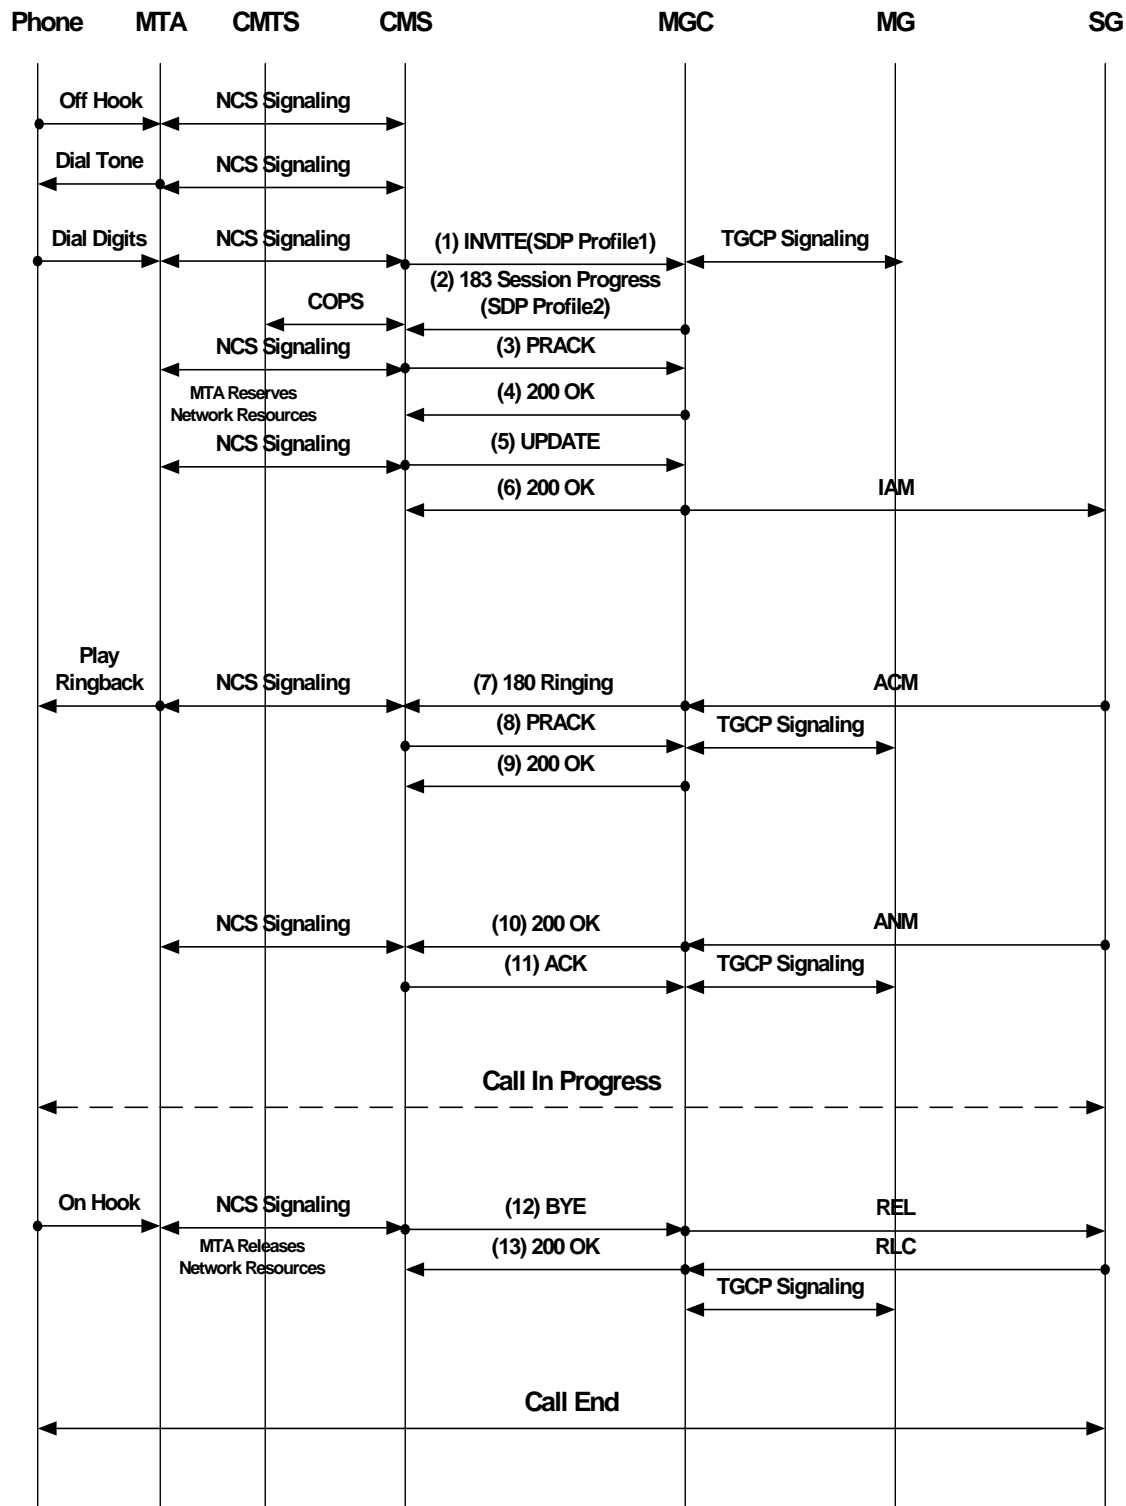 Phone MTA CMTS CMS MGC MG SG
Off Hook NCS Signaling
Dial Tone NCS Signaling
Dial Digits NCS Signaling (1) INVITE(SDP Profile1) TGCP Signaling
(2) 183 Session Progress
(SDP Profile2)
COPS
NCS Signaling (3) PRACK
MTA Reserves
Network Resources
(4) 200 OK
NCS Signaling (5) UPDATE
(6) 200 OK IAM
Play
Ringback NCS Signaling (7) 180 Ringing ACM
(8) PRACK TGCP Signaling
(9) 200 OK
NCS Signaling (10) 200 OK ANM
(11) ACK TGCP Signaling
Call In Progress
On Hook NCS Signaling (12) BYE REL
MTA Releases
Network Resources
(13) 200 OK RLC
TGCP Signaling
Call End